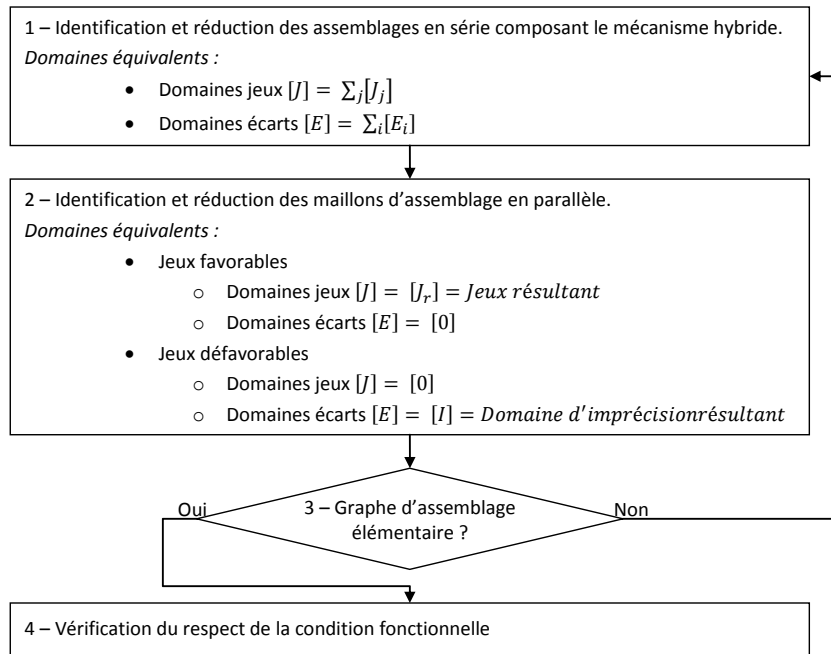 1 – Identification et réduction des assemblages en série composant le mécanisme hybride.
Domaines équivalents :
• Domaines jeux [J] = ∑j[Jj]
• Domaines écarts [E] = ∑i[Ei]
2 – Identification et réduction des maillons d’assemblage en parallèle.
Domaines équivalents :
• Jeux favorables
o Domaines jeux [J] = [Jr] = Jeux résultant
o Domaines écarts [E] = [0]
• Jeux défavorables
o Domaines jeux [J] = [0]
o Domaines écarts [E] = [I] = Domaine d'imprécisionrésultant
Oui
3 – Graphe d’assemblage
élémentaire ?
Non
4 – Vérification du respect de la condition fonctionnelle